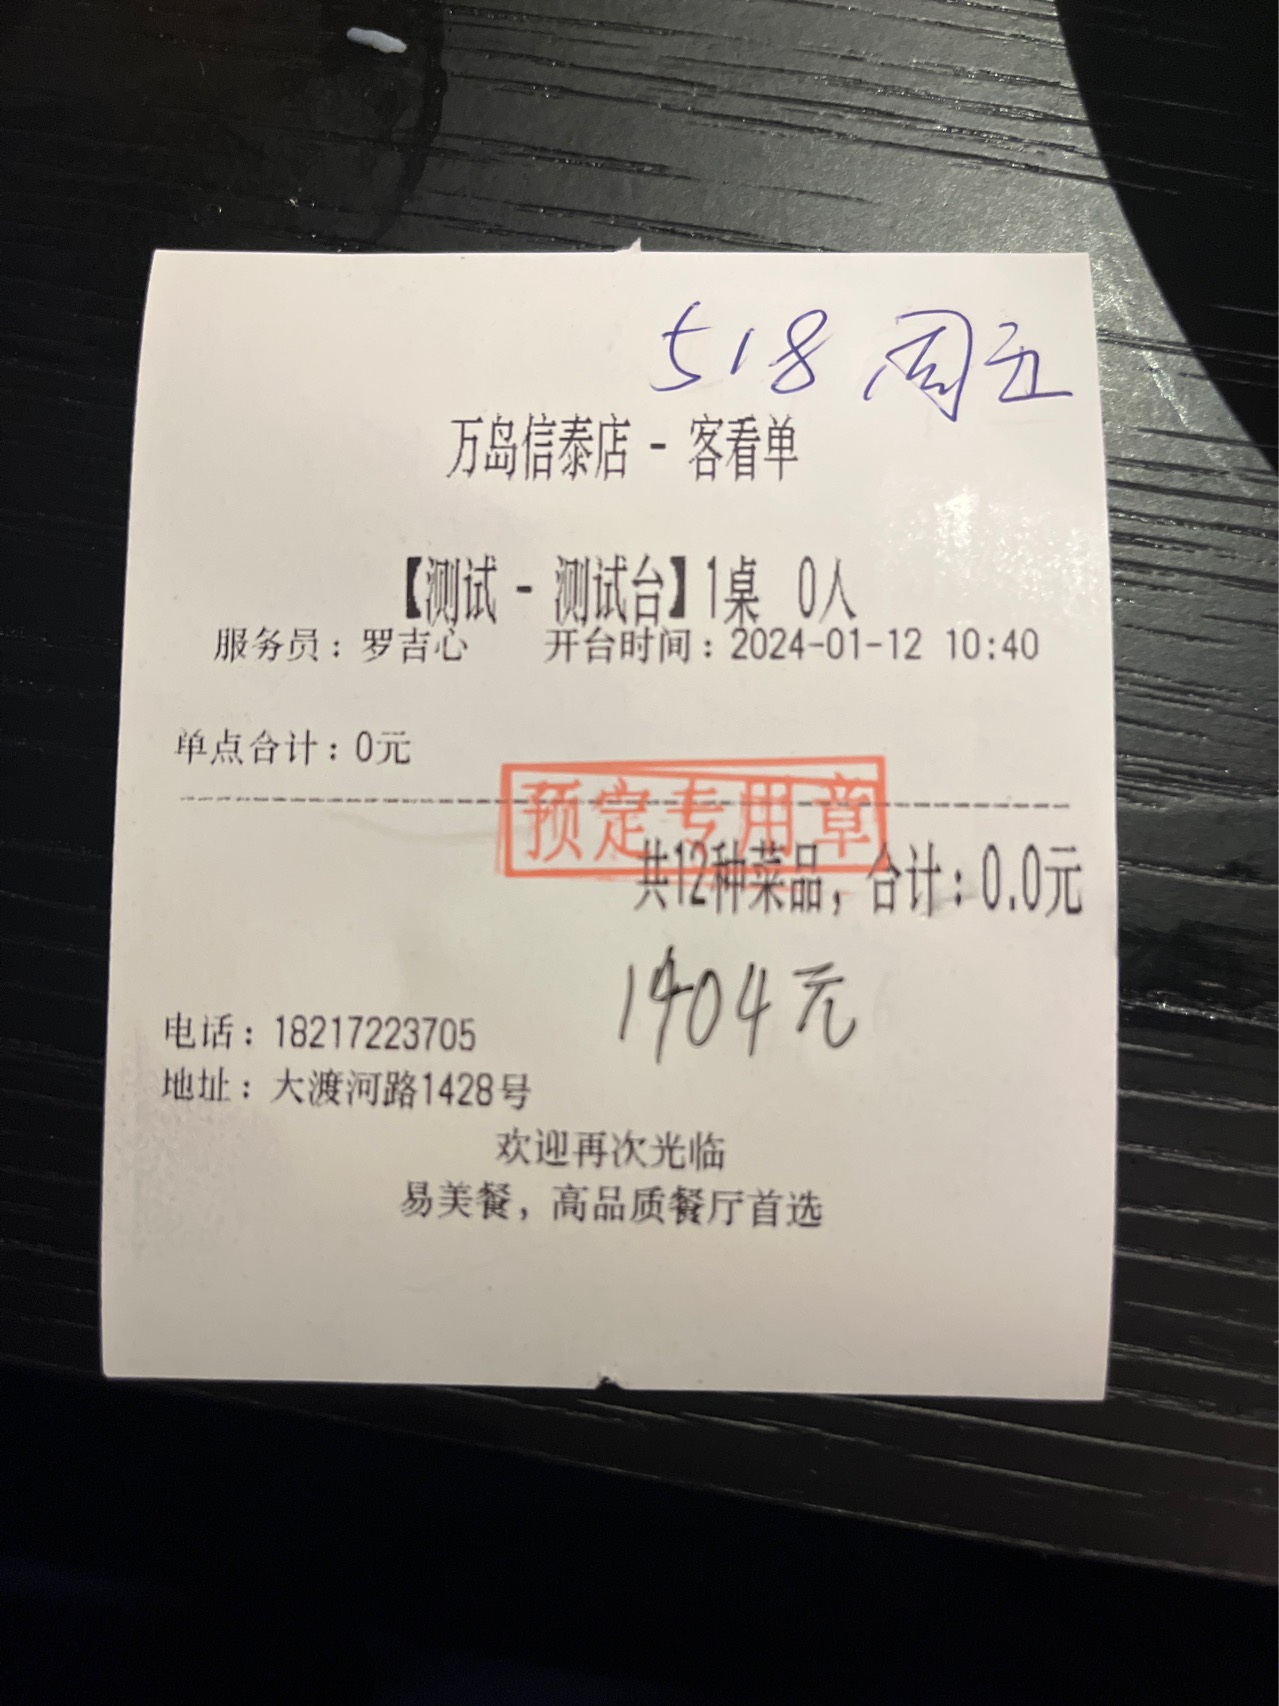 518 周五
万岛信泰店 - 客看单
【测试 - 测试台】1桌 0人
服务员：罗吉心 开台时间：2024-01-12 10:40
单点合计：0元
预定专用章
共12种菜品，合计：0.0元
1904元
电话：18217223705
地址：大渡河路1428号
欢迎再次光临
易美餐，高品质餐厅首选